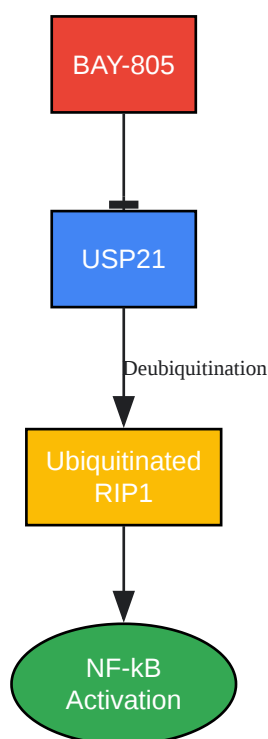 BAY-805
USP21
Deubiquitination
Ubiquitinated
RIP1
NF-kB
Activation